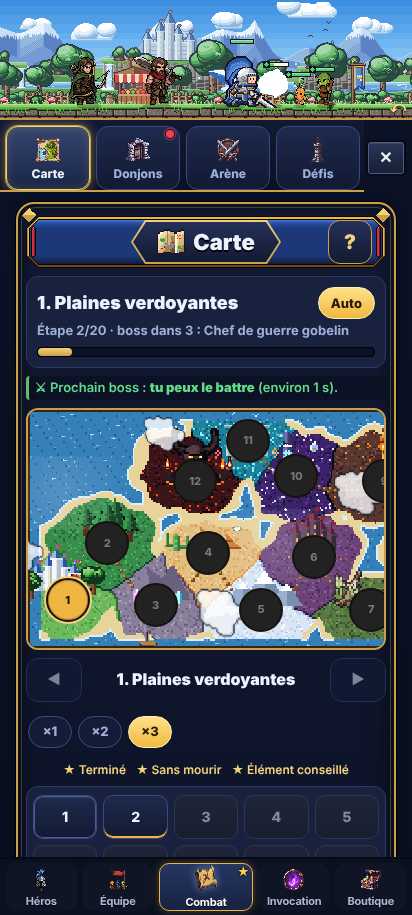 Carte
Donjons
Arène
Défis
×
Carte
?
1. Plaines verdoyantes
Auto
Étape 2/20 · boss dans 3 : Chef de guerre gobelin
⚔ Prochain boss : tu peux le battre (environ 1 s).
11
12
10
9
2
4
6
1
3
5
7
◀
1. Plaines verdoyantes
▶
×1
×2
×3
★ Terminé ★ Sans mourir ★ Élément conseillé
1
2
3
4
5
Héros
Équipe
Combat
Invocation
Boutique